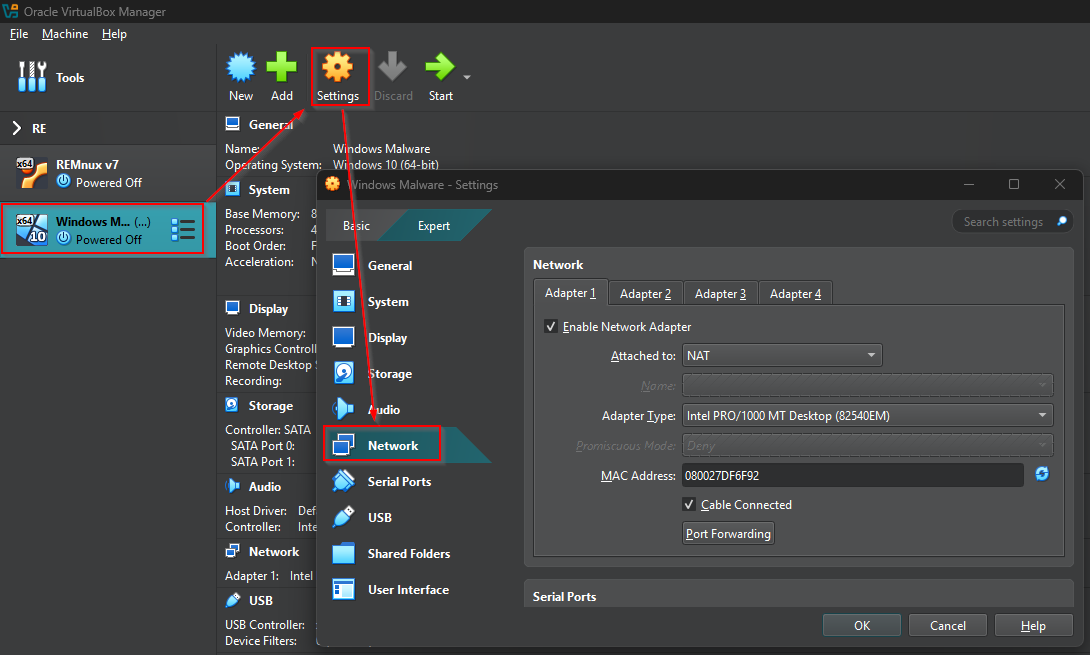 Oracle VirtualBox Manager
File Machine Help
Tools
New Add Settings Discard Start
RE
REMnux v7
Powered Off
Windows M... (...)
Powered Off
General
Name: Windows Malware
Operating System: Windows 10 (64-bit)
System
Base Memory: 8
Processors: 4
Boot Order: F
Acceleration: N
Display
Video Memory:
Graphics Controll
Remote Desktop S
Recording:
Storage
Controller: SATA
SATA Port 0:
SATA Port 1:
Audio
Host Driver: Def
Controller: Inte
Network
Adapter 1: Intel
USB
USB Controller:
Device Filters:
Windows Malware - Settings
Basic Expert
Search settings
General
System
Display
Storage
Audio
Network
Serial Ports
USB
Shared Folders
User Interface
Network
Adapter 1 Adapter 2 Adapter 3 Adapter 4
Enable Network Adapter
Attached to: NAT
Name:
Adapter Type: Intel PRO/1000 MT Desktop (82540EM)
Promiscuous Mode: Deny
MAC Address: 080027DF6F92
Cable Connected
Port Forwarding
Serial Ports
OK Cancel Help